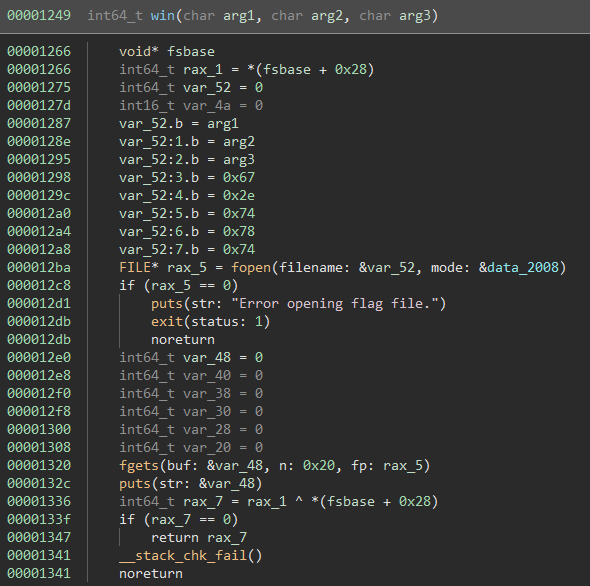 00001249 int64_t win(char arg1, char arg2, char arg3)
00001266 void* fsbase
00001266 int64_t rax_1 = *(fsbase + 0x28)
00001275 int64_t var_52 = 0
0000127d int16_t var_4a = 0
00001287 var_52.b = arg1
0000128e var_52:1.b = arg2
00001295 var_52:2.b = arg3
00001298 var_52:3.b = 0x67
0000129c var_52:4.b = 0x2e
000012a0 var_52:5.b = 0x74
000012a4 var_52:6.b = 0x78
000012a8 var_52:7.b = 0x74
000012ba FILE* rax_5 = fopen(filename: &var_52, mode: &data_2008)
000012c8 if (rax_5 == 0)
000012d1 puts(str: "Error opening flag file.")
000012db exit(status: 1)
000012db noreturn
000012e0 int64_t var_48 = 0
000012e8 int64_t var_40 = 0
000012f0 int64_t var_38 = 0
000012f8 int64_t var_30 = 0
00001300 int64_t var_28 = 0
00001308 int64_t var_20 = 0
00001320 fgets(buf: &var_48, n: 0x20, fp: rax_5)
0000132c puts(str: &var_48)
00001336 int64_t rax_7 = rax_1 ^ *(fsbase + 0x28)
0000133f if (rax_7 == 0)
00001347 return rax_7
00001341 __stack_chk_fail()
00001341 noreturn